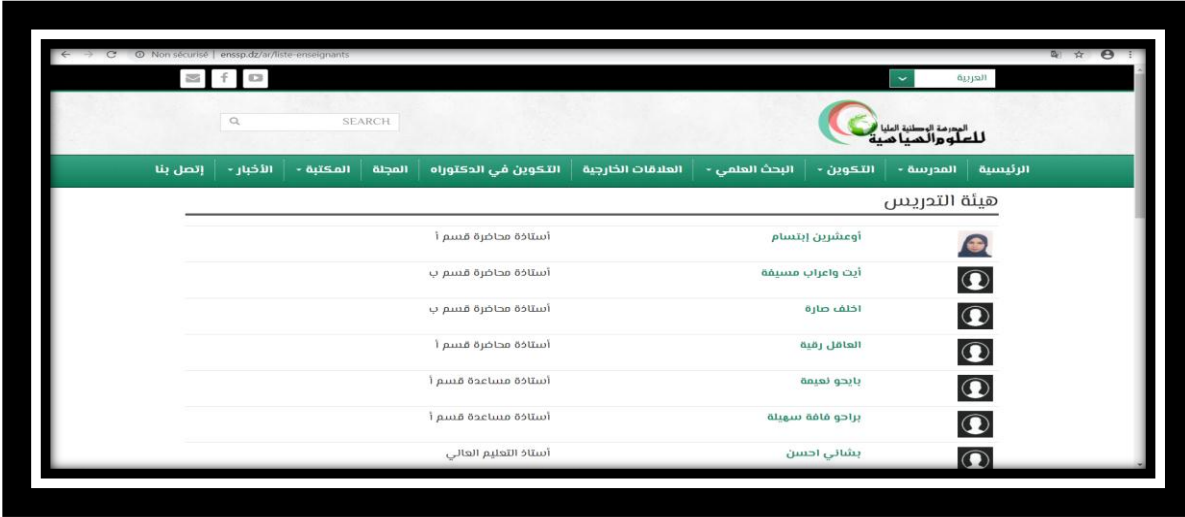 Non sécurisé | enssp.dz/ar/liste-enseignants
العربية
SEARCH
المدرسة الوطنية العليا
للعلوم السياسية
الرئيسية المدرسة التكوين البحث العلمي العلاقات الخارجية التكوين في الدكتوراه المجلة المكتبة الأخبار إتصل بنا
هيئة التدريس
أوعشرين إبتسام أستاذة محاضرة قسم أ
أيت واعراب مسيفة أستاذة محاضرة قسم ب
اخلف صارة أستاذة محاضرة قسم ب
العاقل رقية أستاذة محاضرة قسم أ
بايحو نعيمة أستاذة مساعدة قسم أ
براحو قافة سهيلة أستاذة مساعدة قسم أ
بشاني احسن أستاذ التعليم العالي